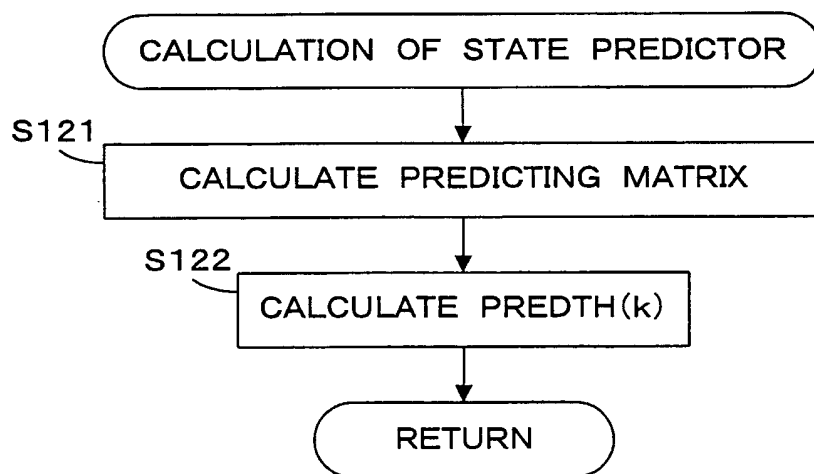 CALCULATION OF STATE PREDICTOR
S121
CALCULATE PREDICTING MATRIX
S122
CALCULATE PREDTH(k)
RETURN